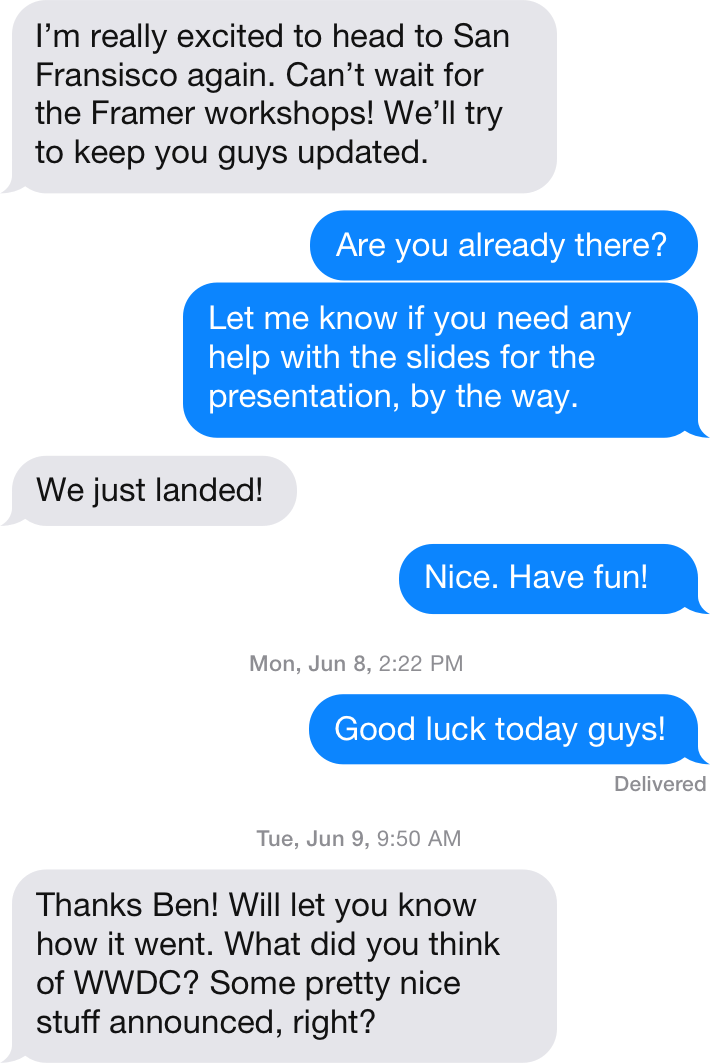 I’m really excited to head to San
Fransisco again. Can’t wait for
the Framer workshops! We’ll try
to keep you guys updated.
Are you already there?
Let me know if you need any
help with the slides for the
presentation, by the way.
We just landed!
Nice. Have fun!
Mon, Jun 8, 2:22 PM
Good luck today guys!
Delivered
Tue, Jun 9, 9:50 AM
Thanks Ben! Will let you know
how it went. What did you think
of WWDC? Some pretty nice
stuff announced, right?